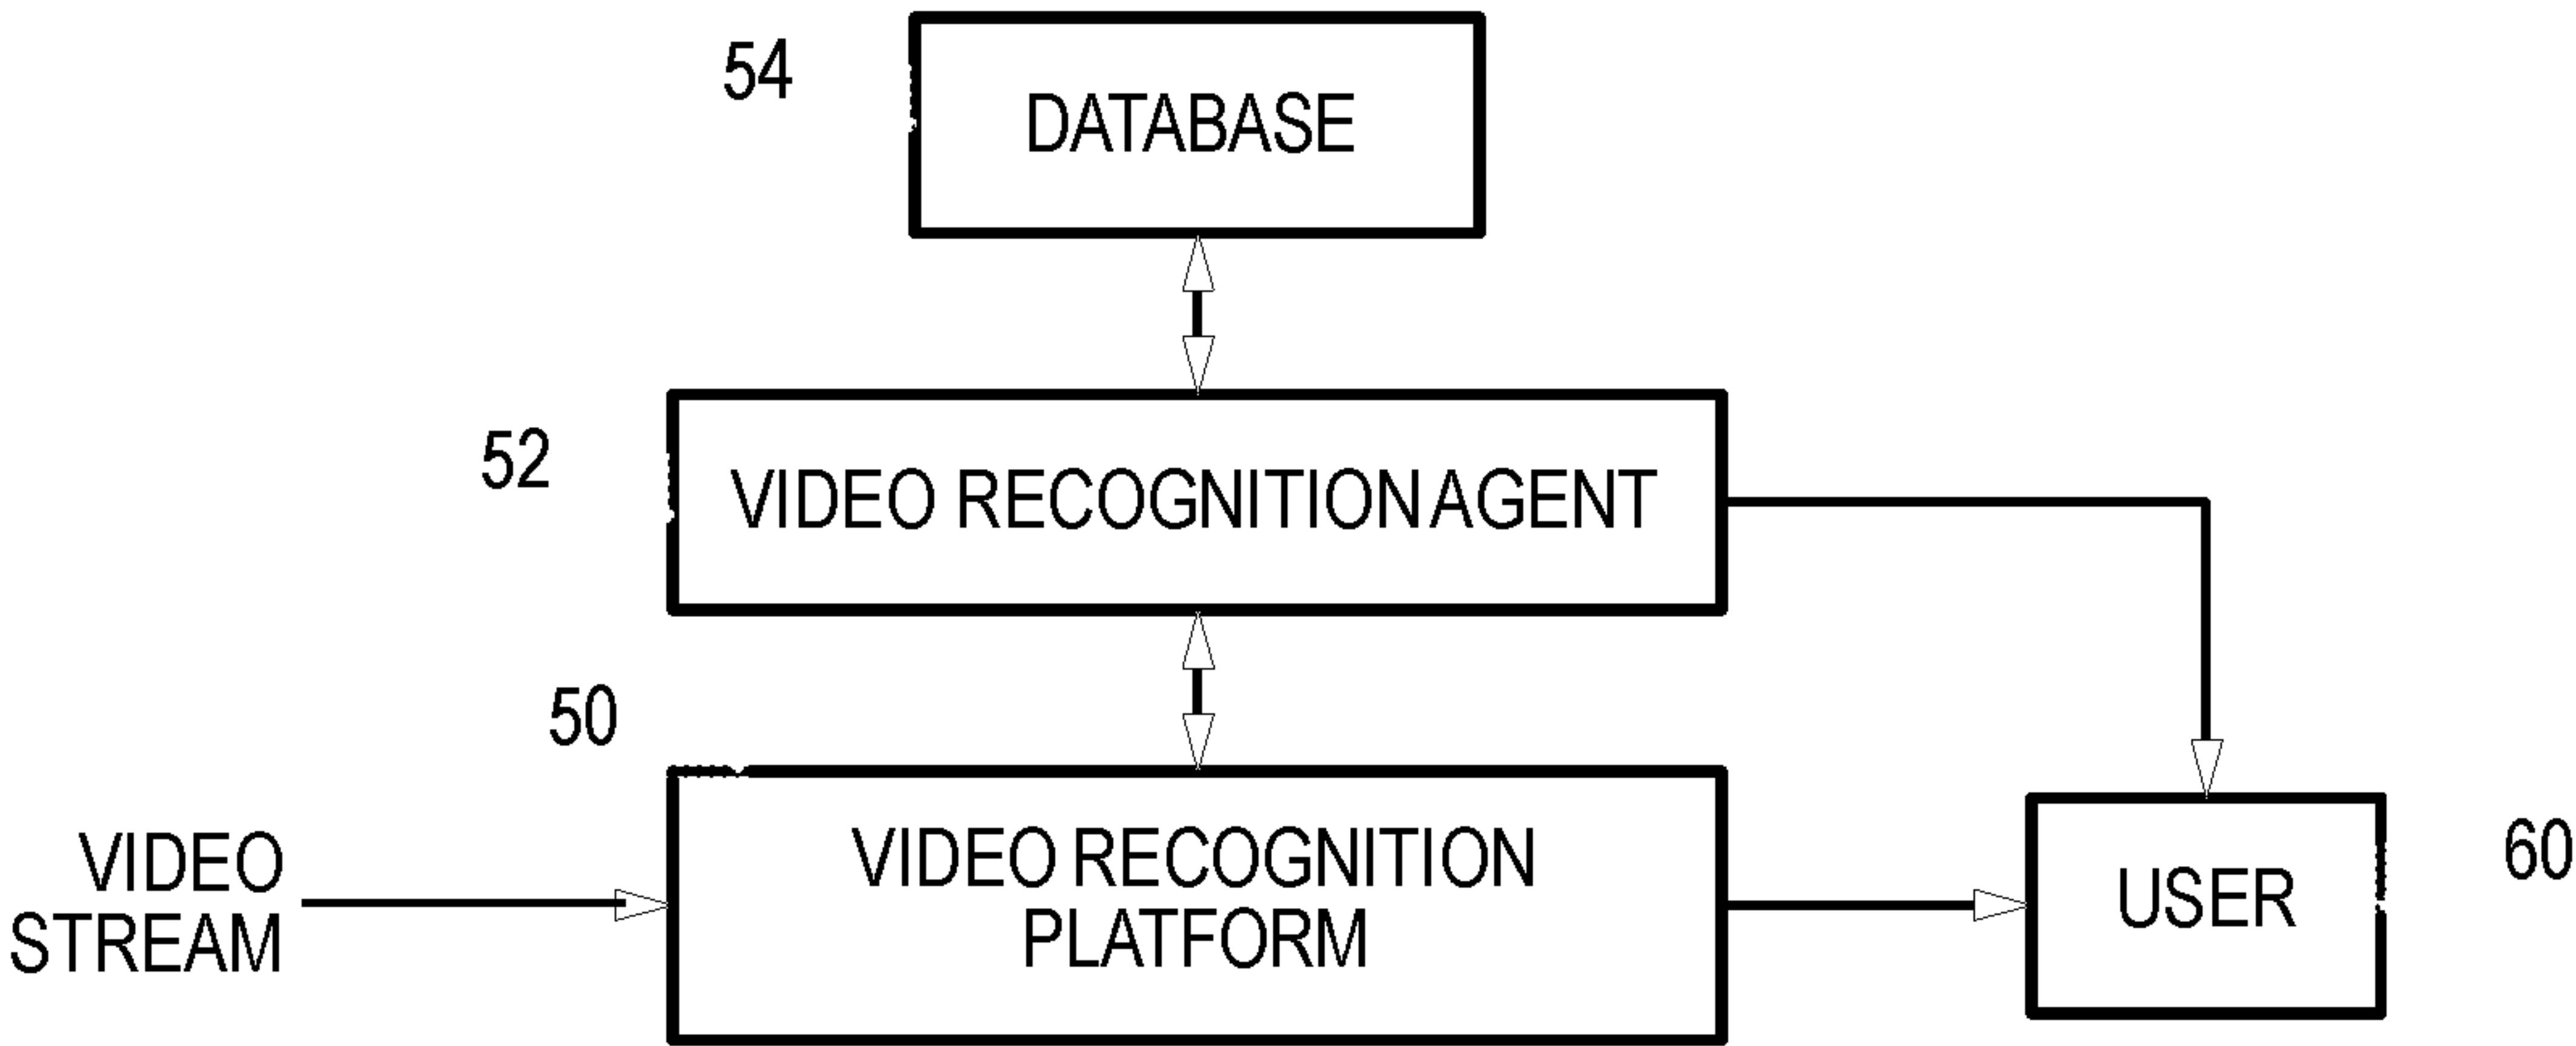 54
DATABASE
52
VIDEO RECOGNITION AGENT
50
VIDEO
STREAM
VIDEO RECOGNITION
PLATFORM
USER
60